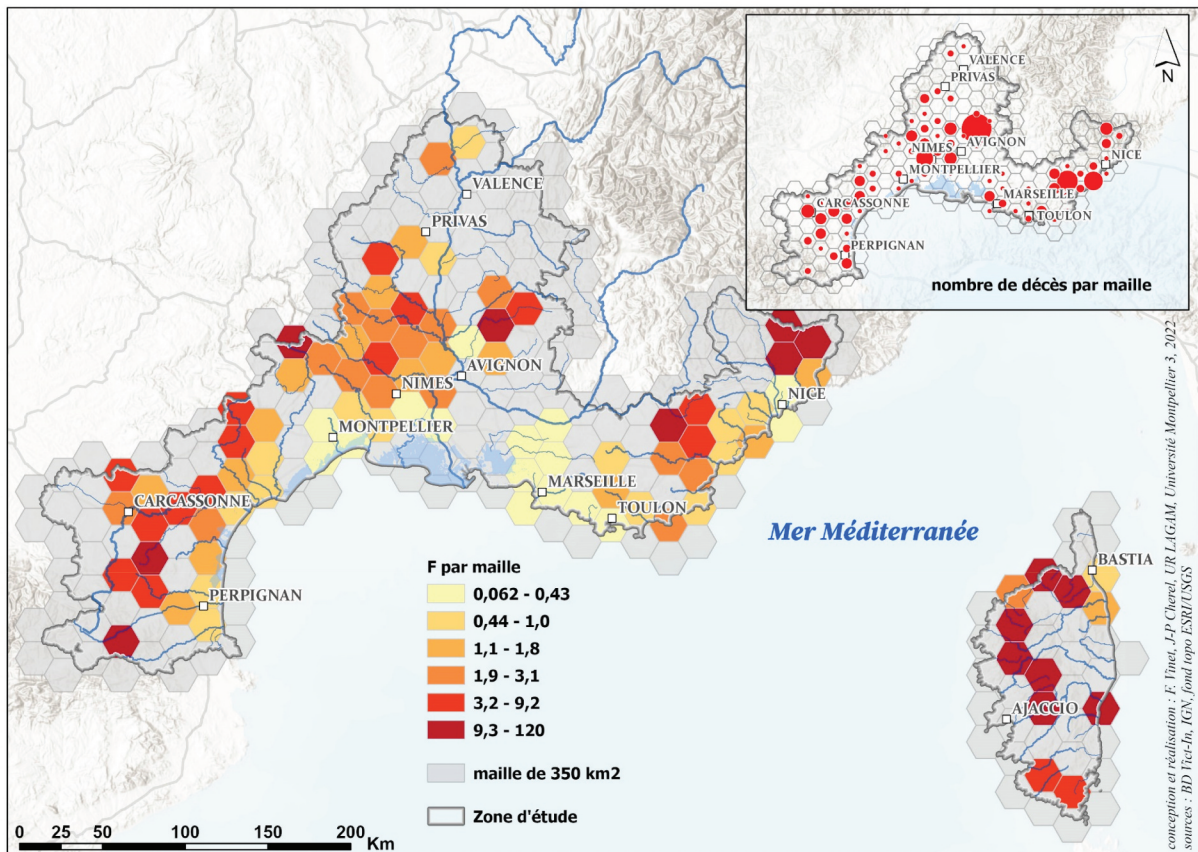 VALENCE
PRIVAS
AVIGNON
NIMES
MONTPELLIER
NICE
MARSEILLE
TOULON
CARCASSONNE
PERPIGNAN
Mer Méditerranée
BASTIA
AJACCIO
N
VALENCE
PRIVAS
AVIGNON
NIMES
MONTPELLIER
NICE
MARSEILLE
TOULON
CARCASSONNE
PERPIGNAN
nombre de décès par maille
F par maille
0,062 - 0,43
0,44 - 1,0
1,1 - 1,8
1,9 - 3,1
3,2 - 9,2
9,3 - 120
maille de 350 km2
Zone d'étude
0 25 50 100 150 200
Km
conception et réalisation : F. Vinet, J-P Cherel, UR LAGAM, Université Montpellier 3, 2022
sources : BD Vict-In, IGN, fond topo ESRI/USGS